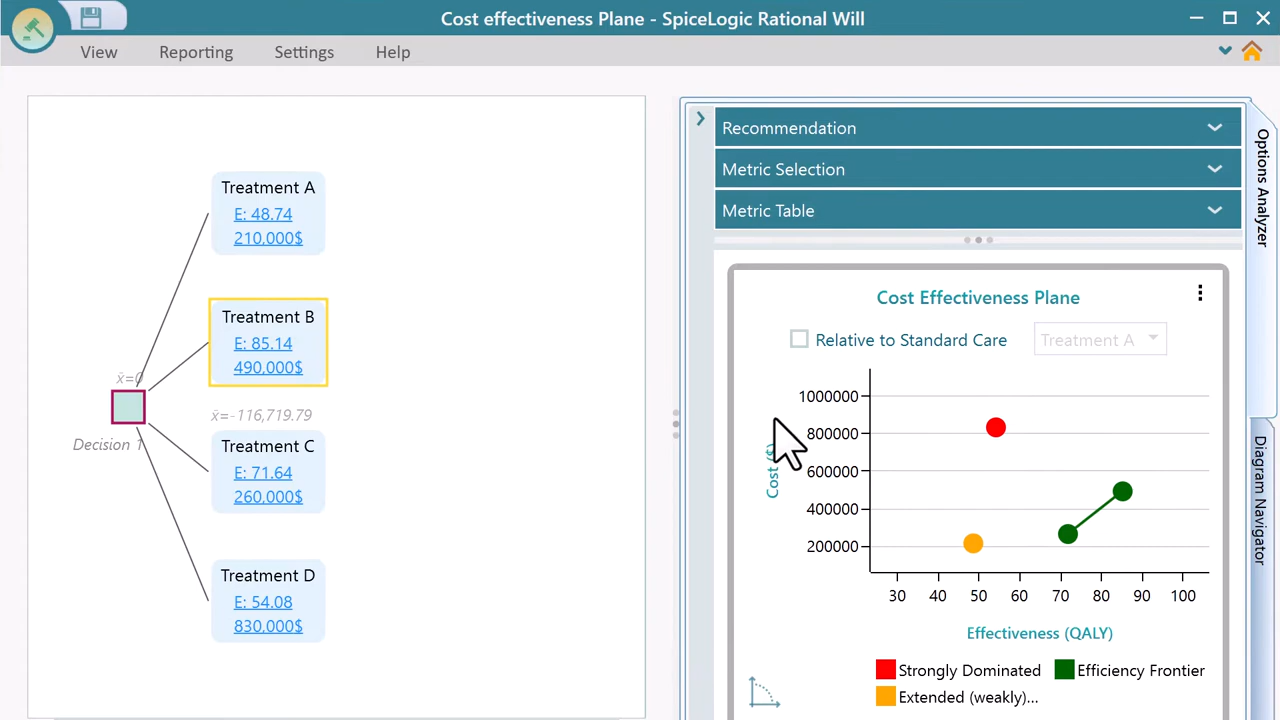 Cost effectiveness Plane - SpiceLogic Rational Will
View Reporting Settings Help
Treatment A
E: 48.74
210,000$
Treatment B
E: 85.14
490,000$
x̄=0
Decision 1
x̄=-116,719.79
Treatment C
E: 71.64
260,000$
Treatment D
E: 54.08
830,000$
Recommendation
Metric Selection
Metric Table
Cost Effectiveness Plane
Relative to Standard Care Treatment A
1000000
800000
600000
400000
200000
Cost ($)
30 40 50 60 70 80 90 100
Effectiveness (QALY)
Strongly Dominated Efficiency Frontier
Extended (weakly)...
Options Analyzer
Diagram Navigator